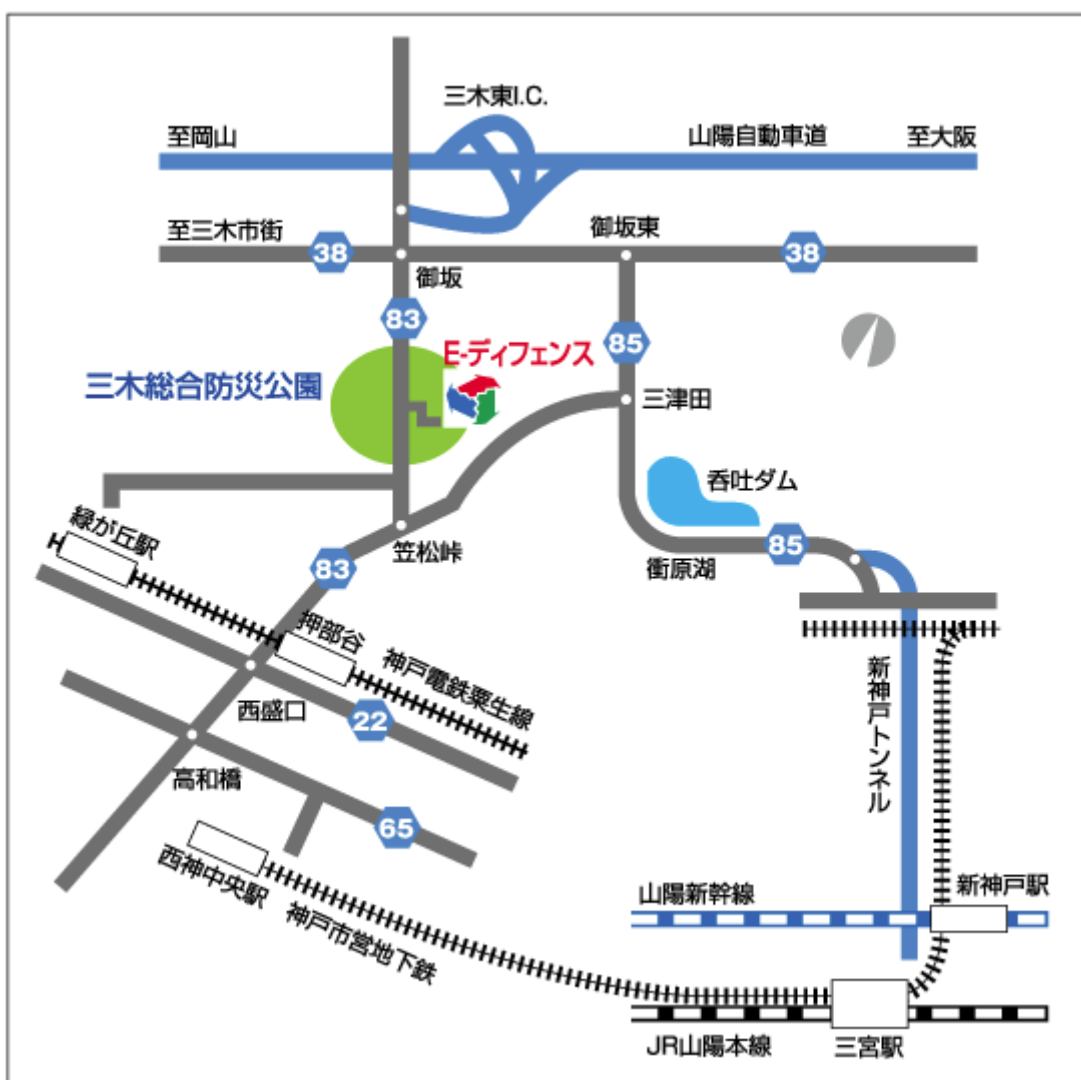 三木東I.C.
至岡山
山陽自動車道
至大阪
至三木市街
御坂東
38
38
御坂
83
85
E-ディフェンス
三木総合防災公園
三津田
呑吐ダム
緑が丘駅
笠松峠
衝原湖
85
83
押部谷
神戸電鉄粟生線
新神戸トンネル
西盛口
22
高和橋
65
西神中央駅
神戸市営地下鉄
山陽新幹線
新神戸駅
JR山陽本線
三宮駅